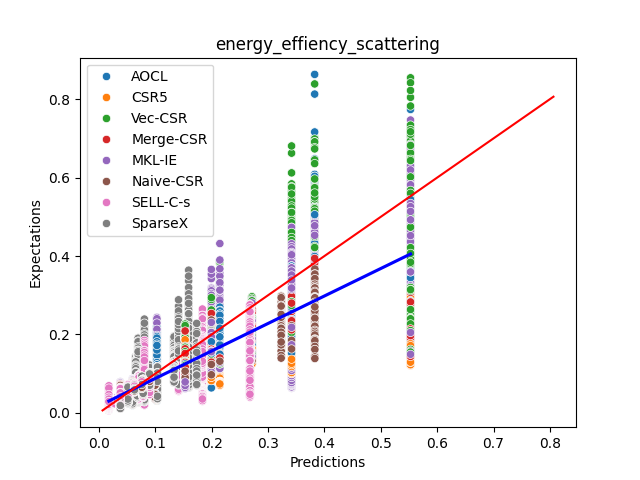 energy_effiency_scattering
AOCL
CSR5
Vec-CSR
Merge-CSR
MKL-IE
Naive-CSR
SELL-C-s
SparseX
Expectations
0.8
0.6
0.4
0.2
0.0
0.0 0.1 0.2 0.3 0.4 0.5 0.6 0.7 0.8
Predictions